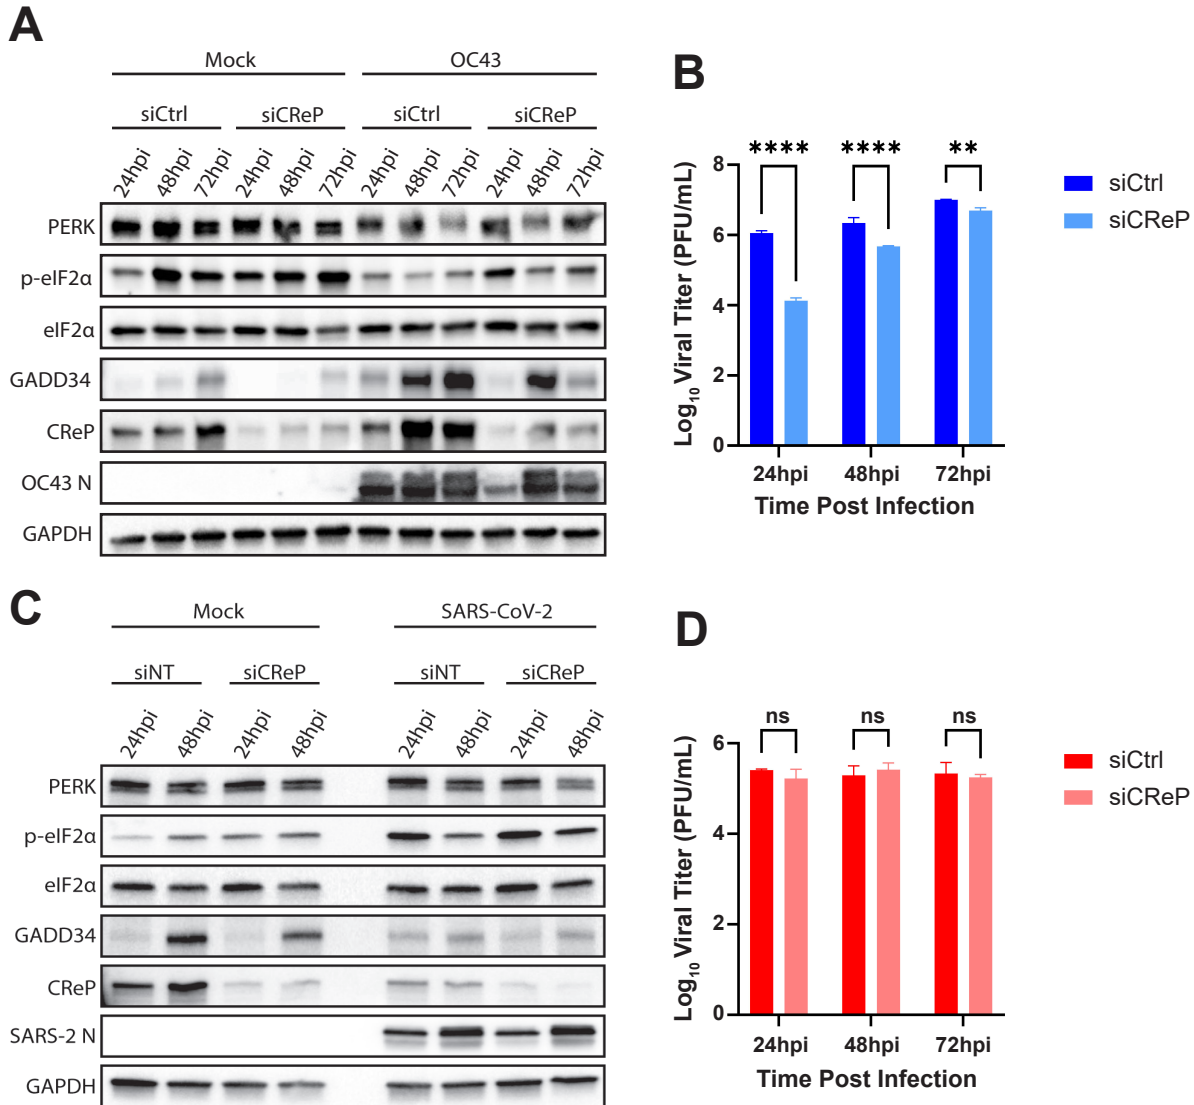 A
Mock OC43
siCtrl siCReP siCtrl siCReP
24hpi 48hpi 72hpi 24hpi 48hpi 72hpi 24hpi 48hpi 72hpi 24hpi 48hpi 72hpi
PERK
p-eIF2α
eIF2α
GADD34
CReP
OC43 N
GAPDH
B
**** **** **
8
6
4
2
0
Log10 Viral Titer (PFU/mL)
24hpi 48hpi 72hpi
Time Post Infection
siCtrl
siCReP
C
Mock SARS-CoV-2
siNT siCReP siNT siCReP
24hpi 48hpi 24hpi 48hpi 24hpi 48hpi 24hpi 48hpi
PERK
p-eIF2α
eIF2α
GADD34
CReP
SARS-2 N
GAPDH
D
ns ns ns
6
4
2
0
Log10 Viral Titer (PFU/mL)
24hpi 48hpi 72hpi
Time Post Infection
siCtrl
siCReP